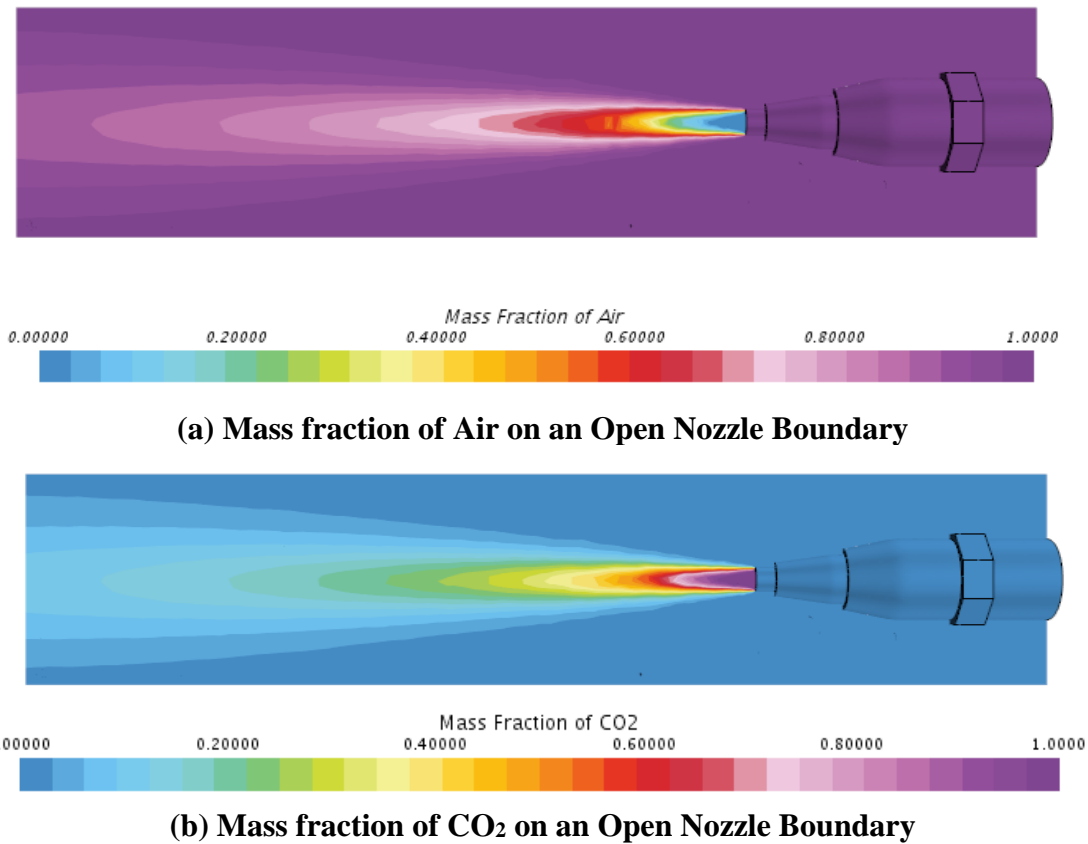 Mass Fraction of Air
0.00000 0.20000 0.40000 0.60000 0.80000 1.0000
(a) Mass fraction of Air on an Open Nozzle Boundary
Mass Fraction of CO2
.00000 0.20000 0.40000 0.60000 0.80000 1.0000
(b) Mass fraction of CO₂ on an Open Nozzle Boundary